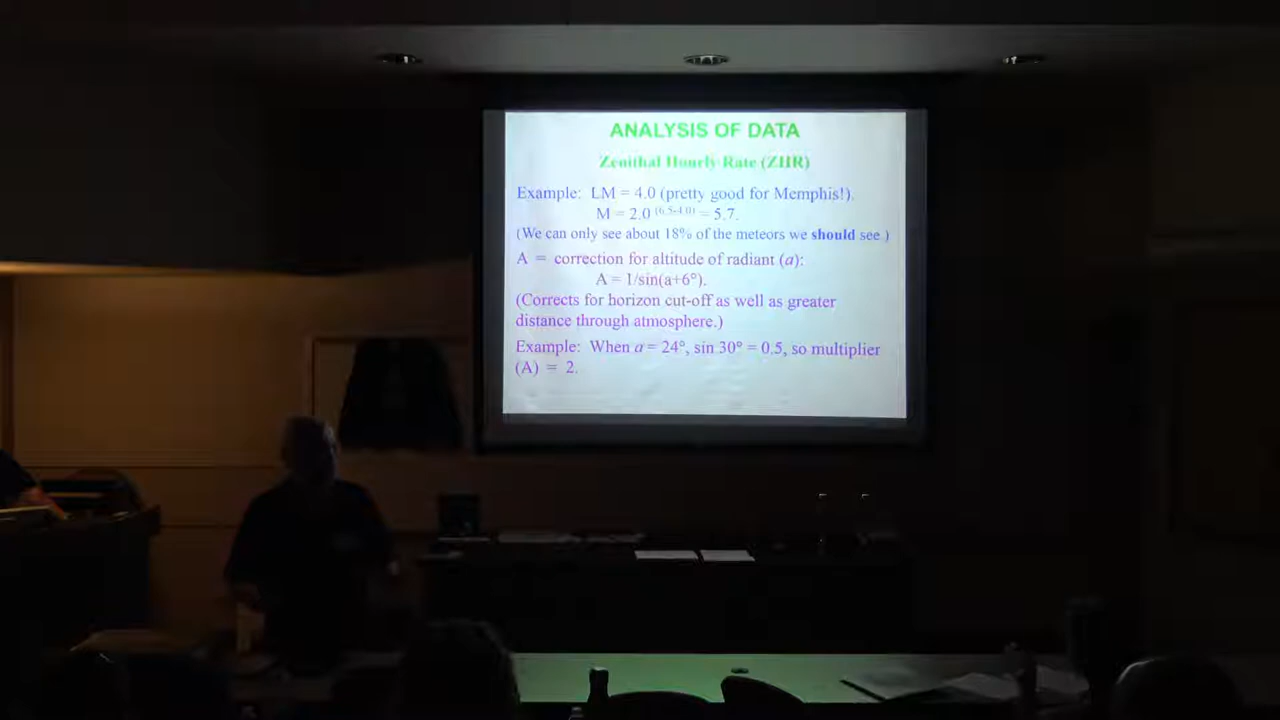 ANALYSIS OF DATA
Zenithal Hourly Rate (ZHR)
Example: LM = 4.0 (pretty good for Memphis!).
M = 2.0 (6.5-4.0) = 5.7.
(We can only see about 18% of the meteors we should see.)
A = correction for altitude of radiant (a):
A = 1/sin(a+6°).
(Corrects for horizon cut-off as well as greater
distance through atmosphere.)
Example: When a = 24°, sin 30° = 0.5, so multiplier
(A) = 2.